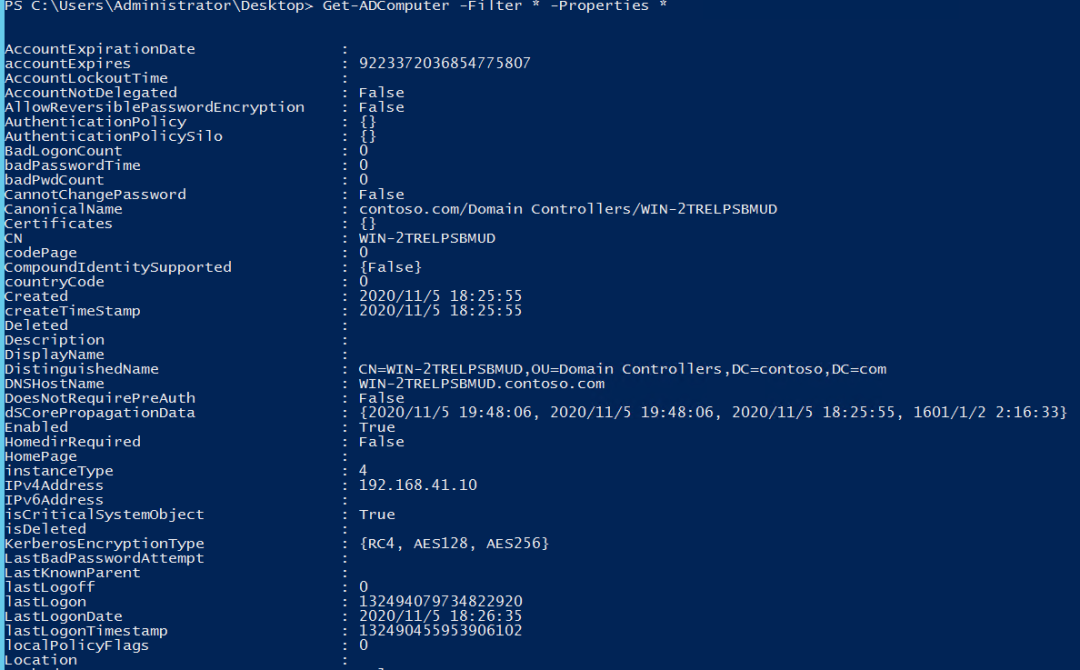 PS C:\Users\Administrator\Desktop> Get-ADComputer -Filter * -Properties *
AccountExpirationDate :
accountExpires : 9223372036854775807
AccountLockoutTime :
AccountNotDelegated : False
AllowReversiblePasswordEncryption : False
AuthenticationPolicy : {}
AuthenticationPolicySilo : {}
BadLogonCount : 0
badPasswordTime : 0
badPwdCount : 0
CannotChangePassword : False
CanonicalName : contoso.com/Domain Controllers/WIN-2TRELPSBMUD
Certificates : {}
CN : WIN-2TRELPSBMUD
codePage : 0
CompoundIdentitySupported : {False}
countryCode : 0
Created : 2020/11/5 18:25:55
createTimeStamp : 2020/11/5 18:25:55
Deleted :
Description :
DisplayName :
DistinguishedName : CN=WIN-2TRELPSBMUD,OU=Domain Controllers,DC=contoso,DC=com
DNSHostName : WIN-2TRELPSBMUD.contoso.com
DoesNotRequirePreAuth : False
dSCorePropagationData : {2020/11/5 19:48:06, 2020/11/5 19:48:06, 2020/11/5 18:25:55, 1601/1/2 2:16:33}
Enabled : True
HomedirRequired : False
HomePage :
instanceType : 4
IPv4Address : 192.168.41.10
IPv6Address :
isCriticalSystemObject : True
isDeleted :
KerberosEncryptionType : {RC4, AES128, AES256}
LastBadPasswordAttempt :
LastKnownParent :
lastLogoff : 0
lastLogon : 132494079734822920
LastLogonDate : 2020/11/5 18:26:35
lastLogonTimestamp : 132490455953906102
localPolicyFlags : 0
Location :